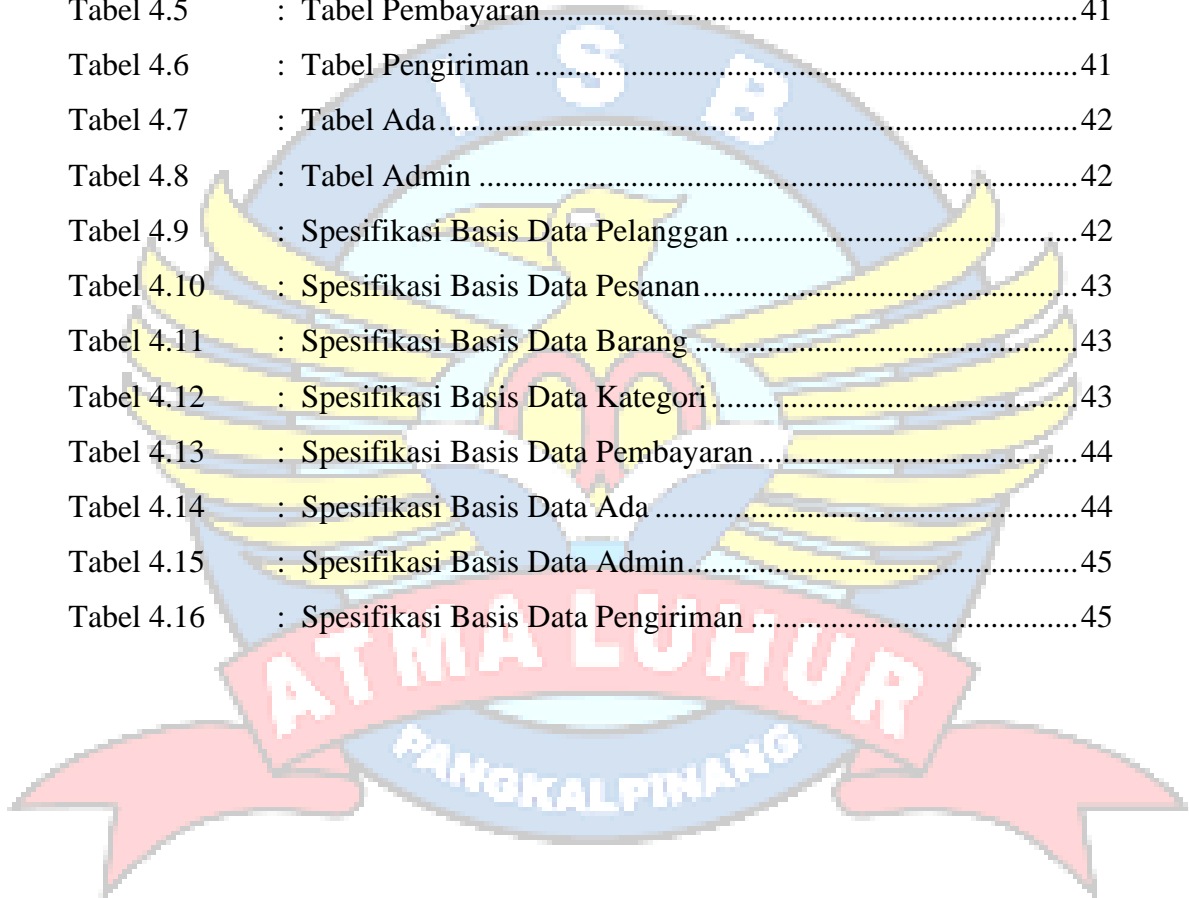 Tabel 4.5 : Tabel Pembayaran..........................................................................41
Tabel 4.6 : Tabel Pengiriman ..........................................................................41
Tabel 4.7 : Tabel Ada..........................................................................42
Tabel 4.8 : Tabel Admin ..........................................................................42
Tabel 4.9 : Spesifikasi Basis Data Pelanggan ...............................................42
Tabel 4.10 : Spesifikasi Basis Data Pesanan...................................................43
Tabel 4.11 : Spesifikasi Basis Data Barang ...................................................43
Tabel 4.12 : Spesifikasi Basis Data Kategori..................................................43
Tabel 4.13 : Spesifikasi Basis Data Pembayaran ............................................44
Tabel 4.14 : Spesifikasi Basis Data Ada .........................................................44
Tabel 4.15 : Spesifikasi Basis Data Admin.....................................................45
Tabel 4.16 : Spesifikasi Basis Data Pengiriman .............................................45
I S B
ATMA LUHUR
PANGKALPINANG